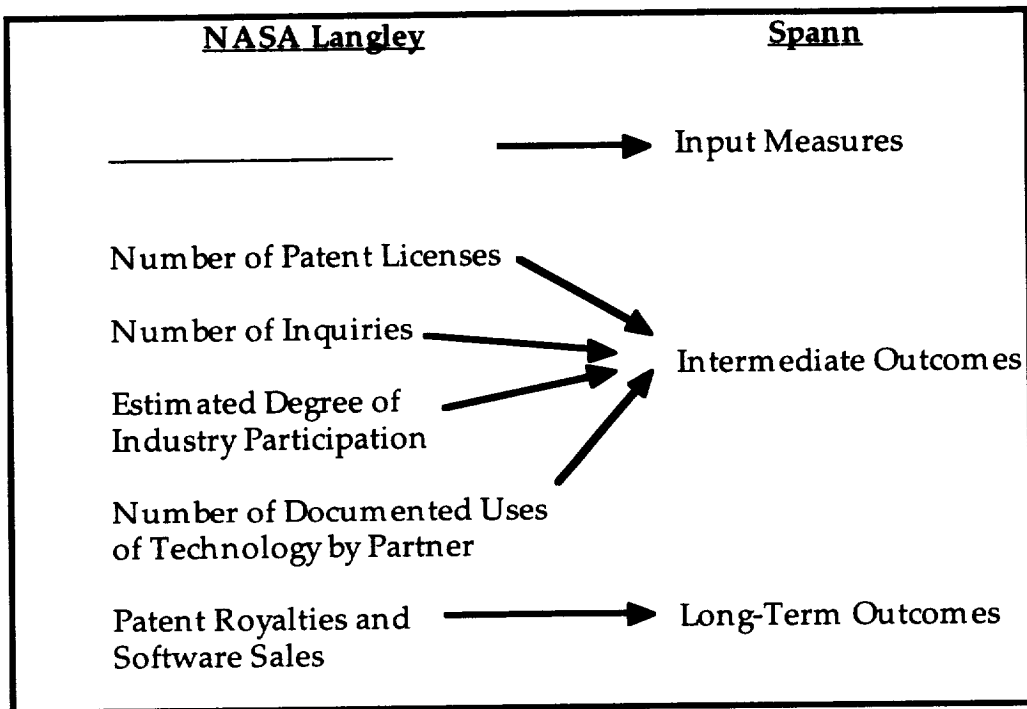 NASA Langley
Spann
Input Measures
Number of Patent Licenses
Number of Inquiries
Intermediate Outcomes
Estimated Degree of
Industry Participation
Number of Documented Uses
of Technology by Partner
Patent Royalties and
Software Sales
Long-Term Outcomes